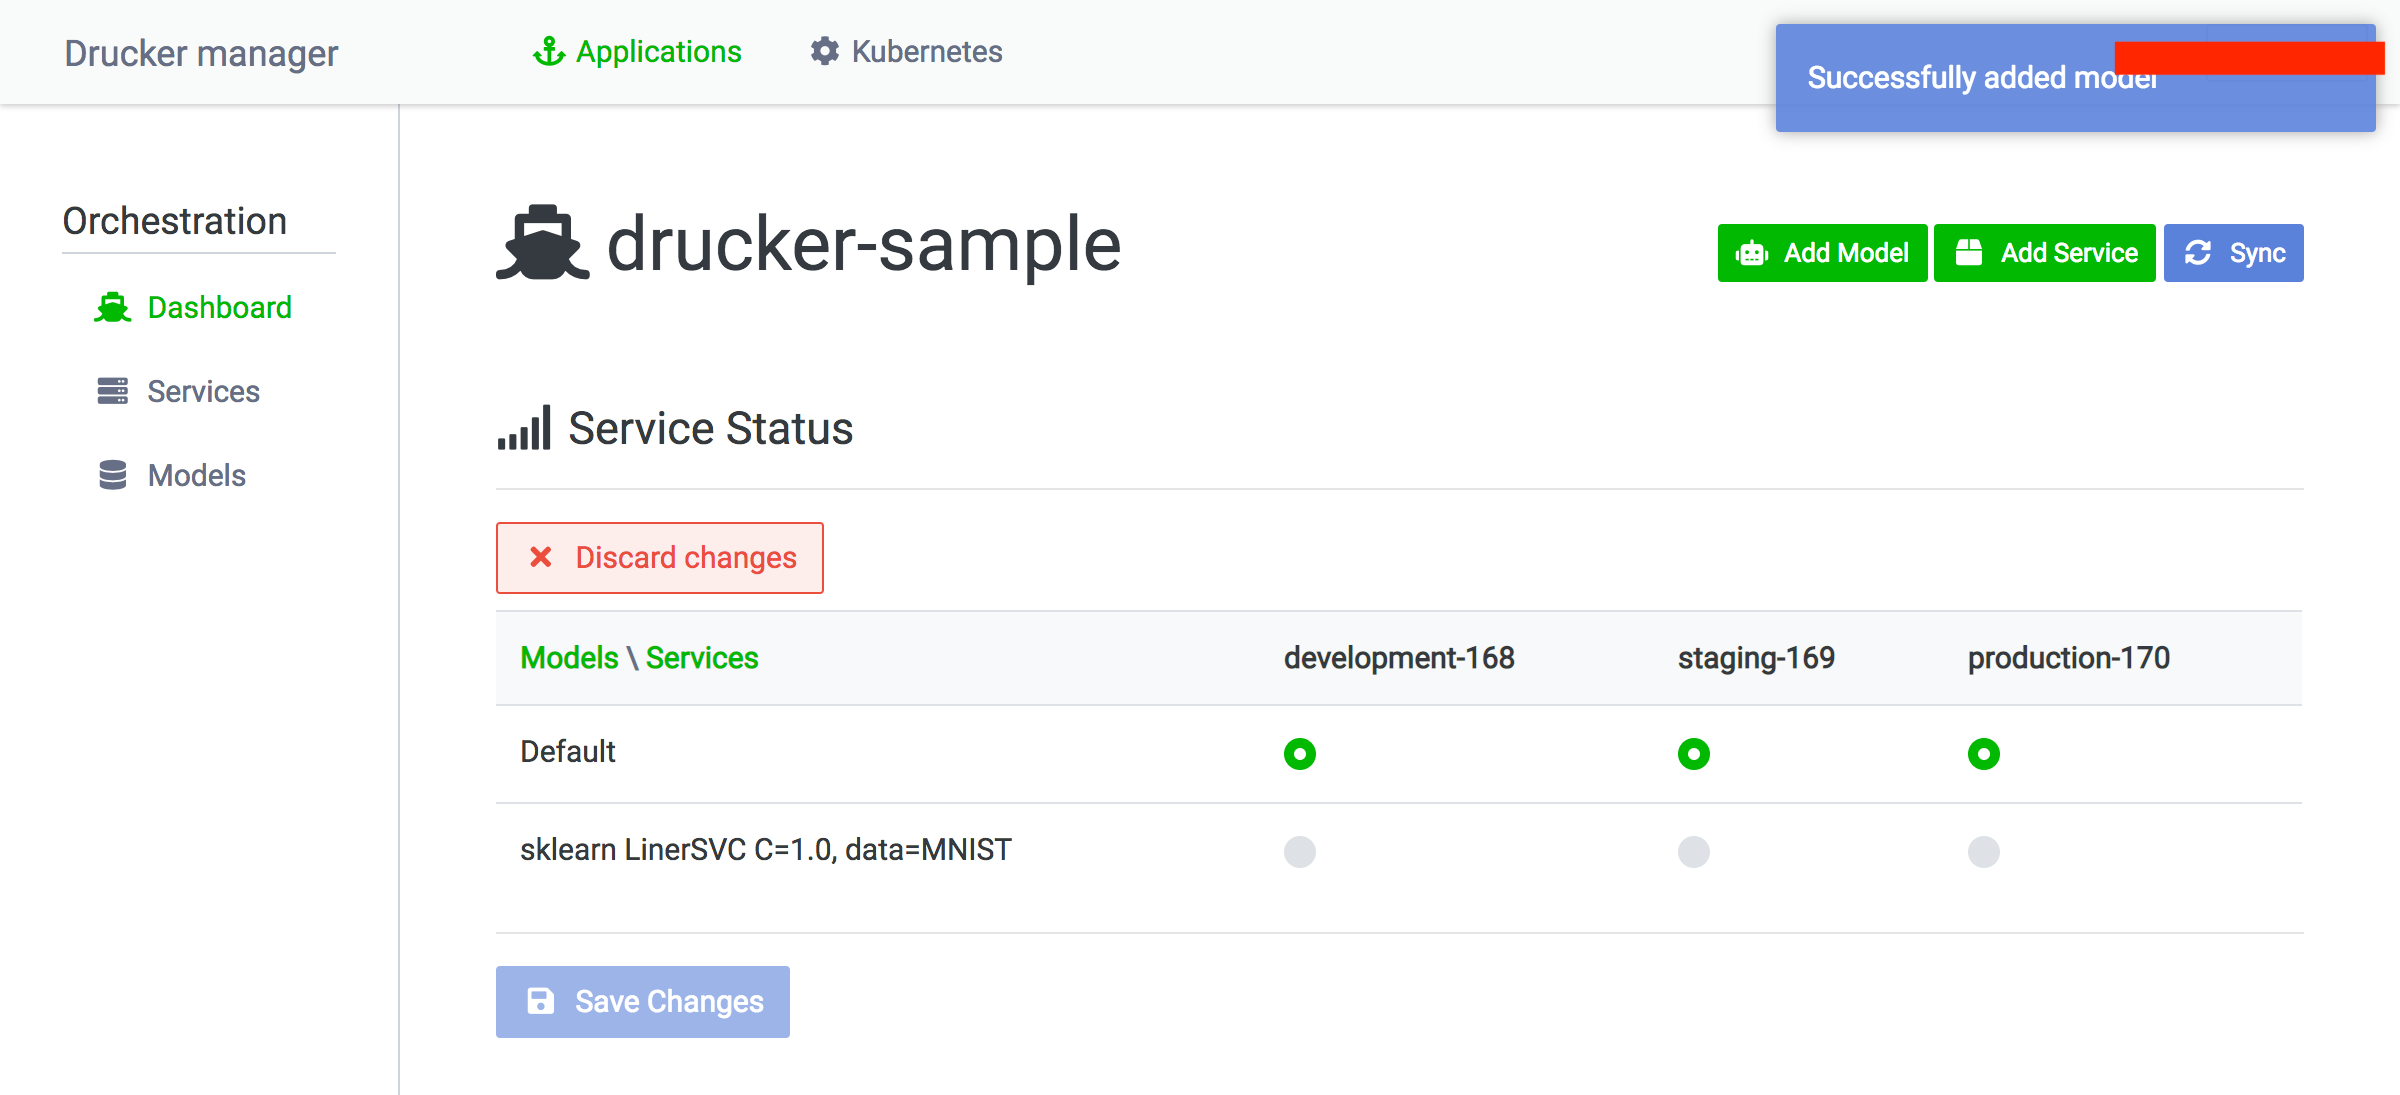 Drucker manager
Applications
Kubernetes
Successfully added model
Orchestration
Dashboard
Services
Models
drucker-sample
Add Model
Add Service
Sync
Service Status
Discard changes
Models \ Services development-168 staging-169 production-170
Default
sklearn LinerSVC C=1.0, data=MNIST
Save Changes